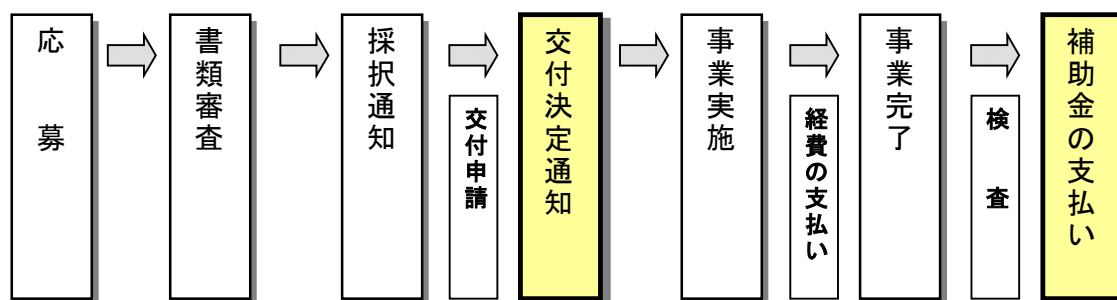 応募
書類審査
採択通知
交付申請
交付決定通知
事業実施
経費の支払い
事業完了
検査
補助金の支払い